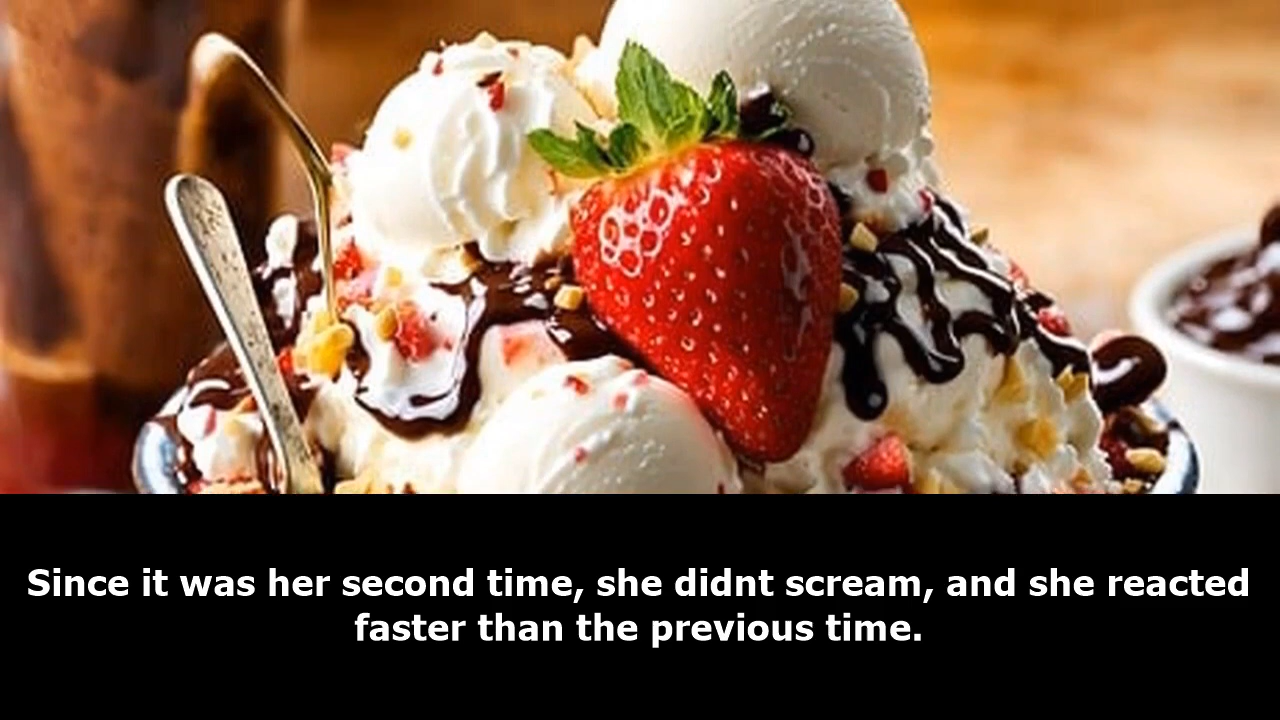 Since it was her second time, she didnt scream, and she reacted
faster than the previous time.